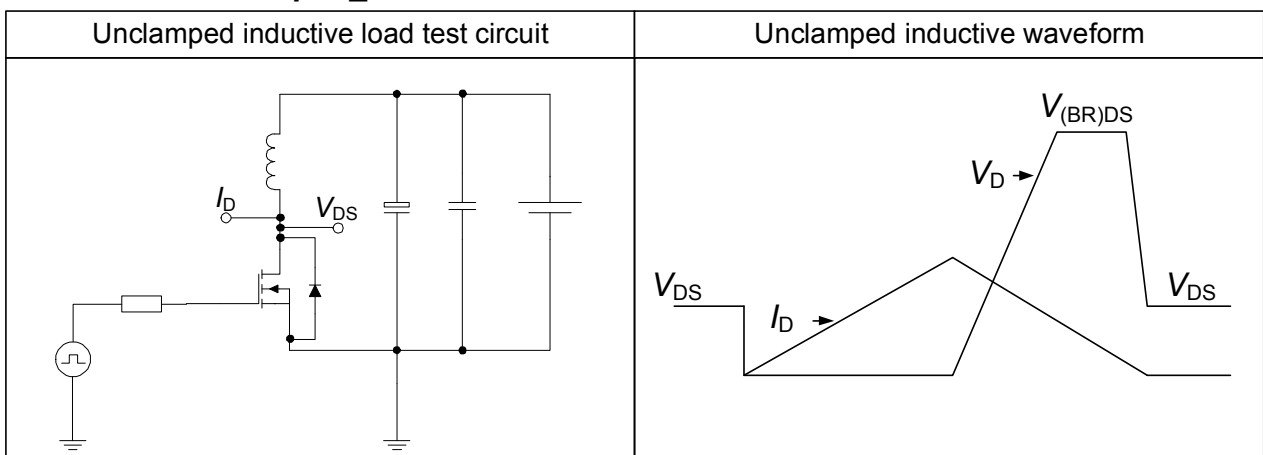 Unclamped inductive load test circuit
Unclamped inductive waveform
V(BR)DS
VD
ID
VDS
VDS
ID
VDS